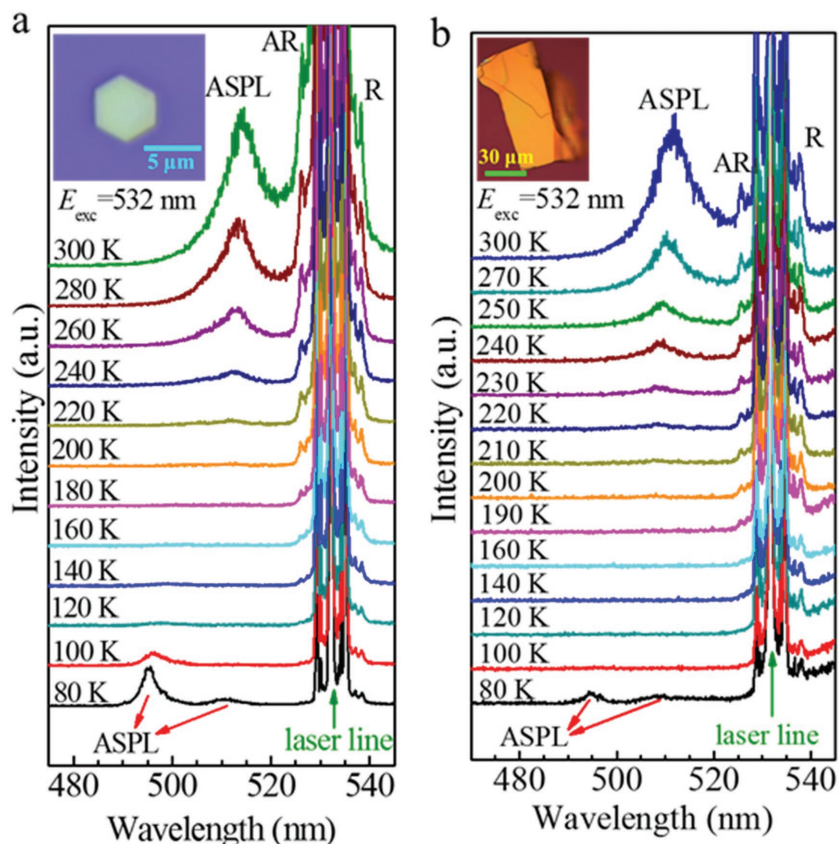 a
AR
ASPL
R
5 μm
E_exc=532 nm
300 K
280 K
260 K
240 K
220 K
200 K
180 K
160 K
140 K
120 K
100 K
80 K
ASPL
laser line
Intensity (a.u.)
480 500 520 540
Wavelength (nm)
b
ASPL
AR
R
30 μm
E_exc=532 nm
300 K
270 K
250 K
240 K
230 K
220 K
210 K
200 K
190 K
160 K
140 K
120 K
100 K
80 K
ASPL
laser line
Intensity (a.u.)
480 500 520 540
Wavelength (nm)